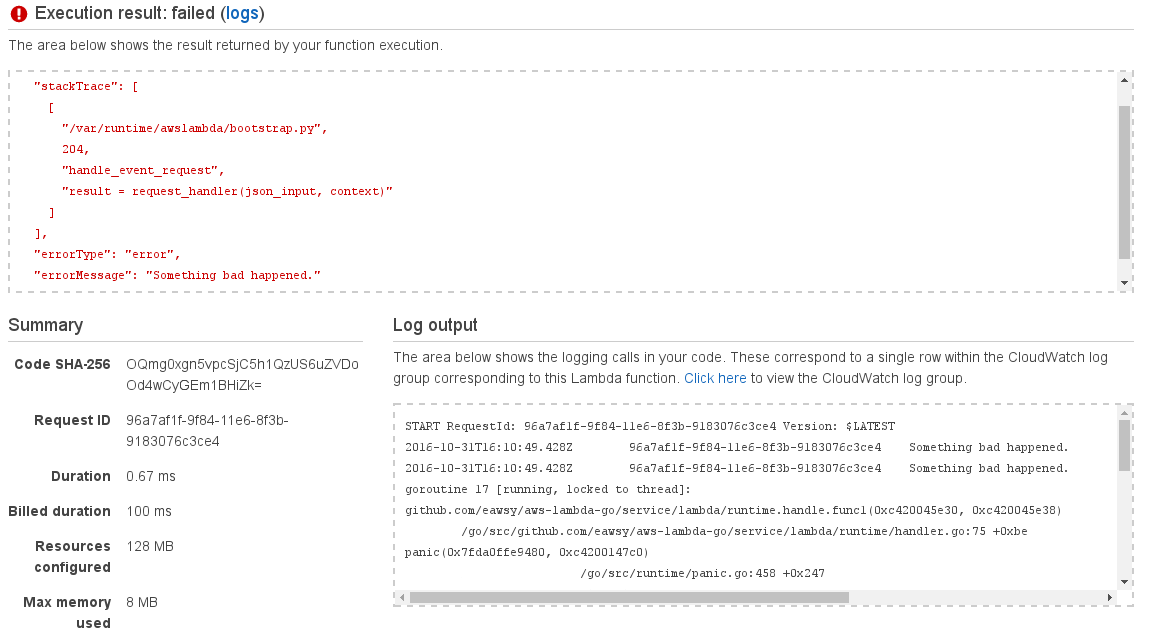 Execution result: failed (logs)
The area below shows the result returned by your function execution.
"stackTrace": [
[
"/var/runtime/awslambda/bootstrap.py",
204,
"handle_event_request",
"result = request_handler(json_input, context)"
]
],
"errorType": "error",
"errorMessage": "Something bad happened."
Summary
Code SHA-256 OQmg0xgn5vpcSjC5h1QzUS6uZVDo
Od4wCyGEm1BHiZk=
Request ID 96a7af1f-9f84-11e6-8f3b-
9183076c3ce4
Duration 0.67 ms
Billed duration 100 ms
Resources configured 128 MB
Max memory used 8 MB
Log output
The area below shows the logging calls in your code. These correspond to a single row within the CloudWatch log
group corresponding to this Lambda function. Click here to view the CloudWatch log group.
START RequestId: 96a7af1f-9f84-11e6-8f3b-9183076c3ce4 Version: $LATEST
2016-10-31T16:10:49.428Z 96a7af1f-9f84-11e6-8f3b-9183076c3ce4 Something bad happened.
2016-10-31T16:10:49.428Z 96a7af1f-9f84-11e6-8f3b-9183076c3ce4 Something bad happened.
goroutine 17 [running, locked to thread]:
github.com/eawsy/aws-lambda-go/service/lambda/runtime.handle.func1(0xc420045e30, 0xc420045e38)
/go/src/github.com/eawsy/aws-lambda-go/service/lambda/runtime/handler.go:75 +0xbe
panic(0x7fda0ffe9480, 0xc4200147c0)
/go/src/runtime/panic.go:458 +0x247